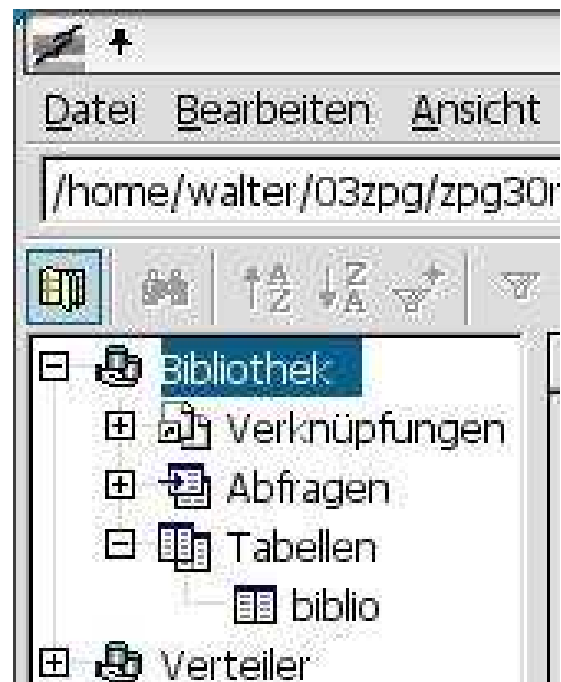 Datei Bearbeiten Ansicht
/home/walter/03zpg/zpg30
Bibliothek
Verknüpfungen
Abfragen
Tabellen
biblio
Verteiler